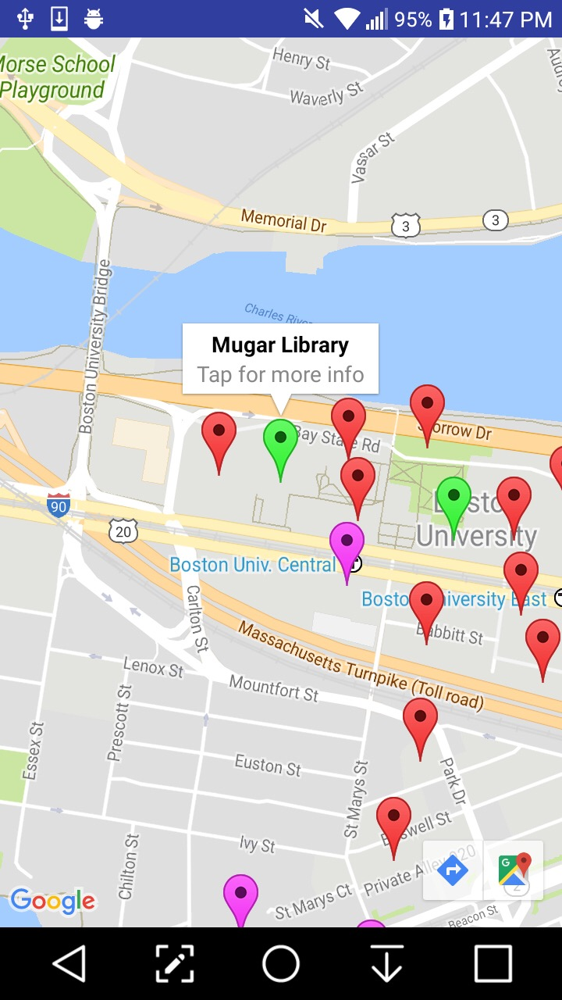 95% 11:47 PM
Morse School
Playground
Henry St
Waverly St
Vassar St
Memorial Dr
3
3
Boston University Bridge
Charles River
Mugar Library
Tap for more info
Storrow Dr
Bay State Rd
90
20
Boston
University
Boston Univ. Central
Boston University East
Babbitt St
Carlton St
Massachusetts Turnpike (Toll road)
Lenox St
Mountfort St
Prescott St
Essex St
Euston St
St Marys St
Park Dr
Ivy St
Chilton St
Private Alley 920
St Marys Ct
Beacon St
G
2
Google